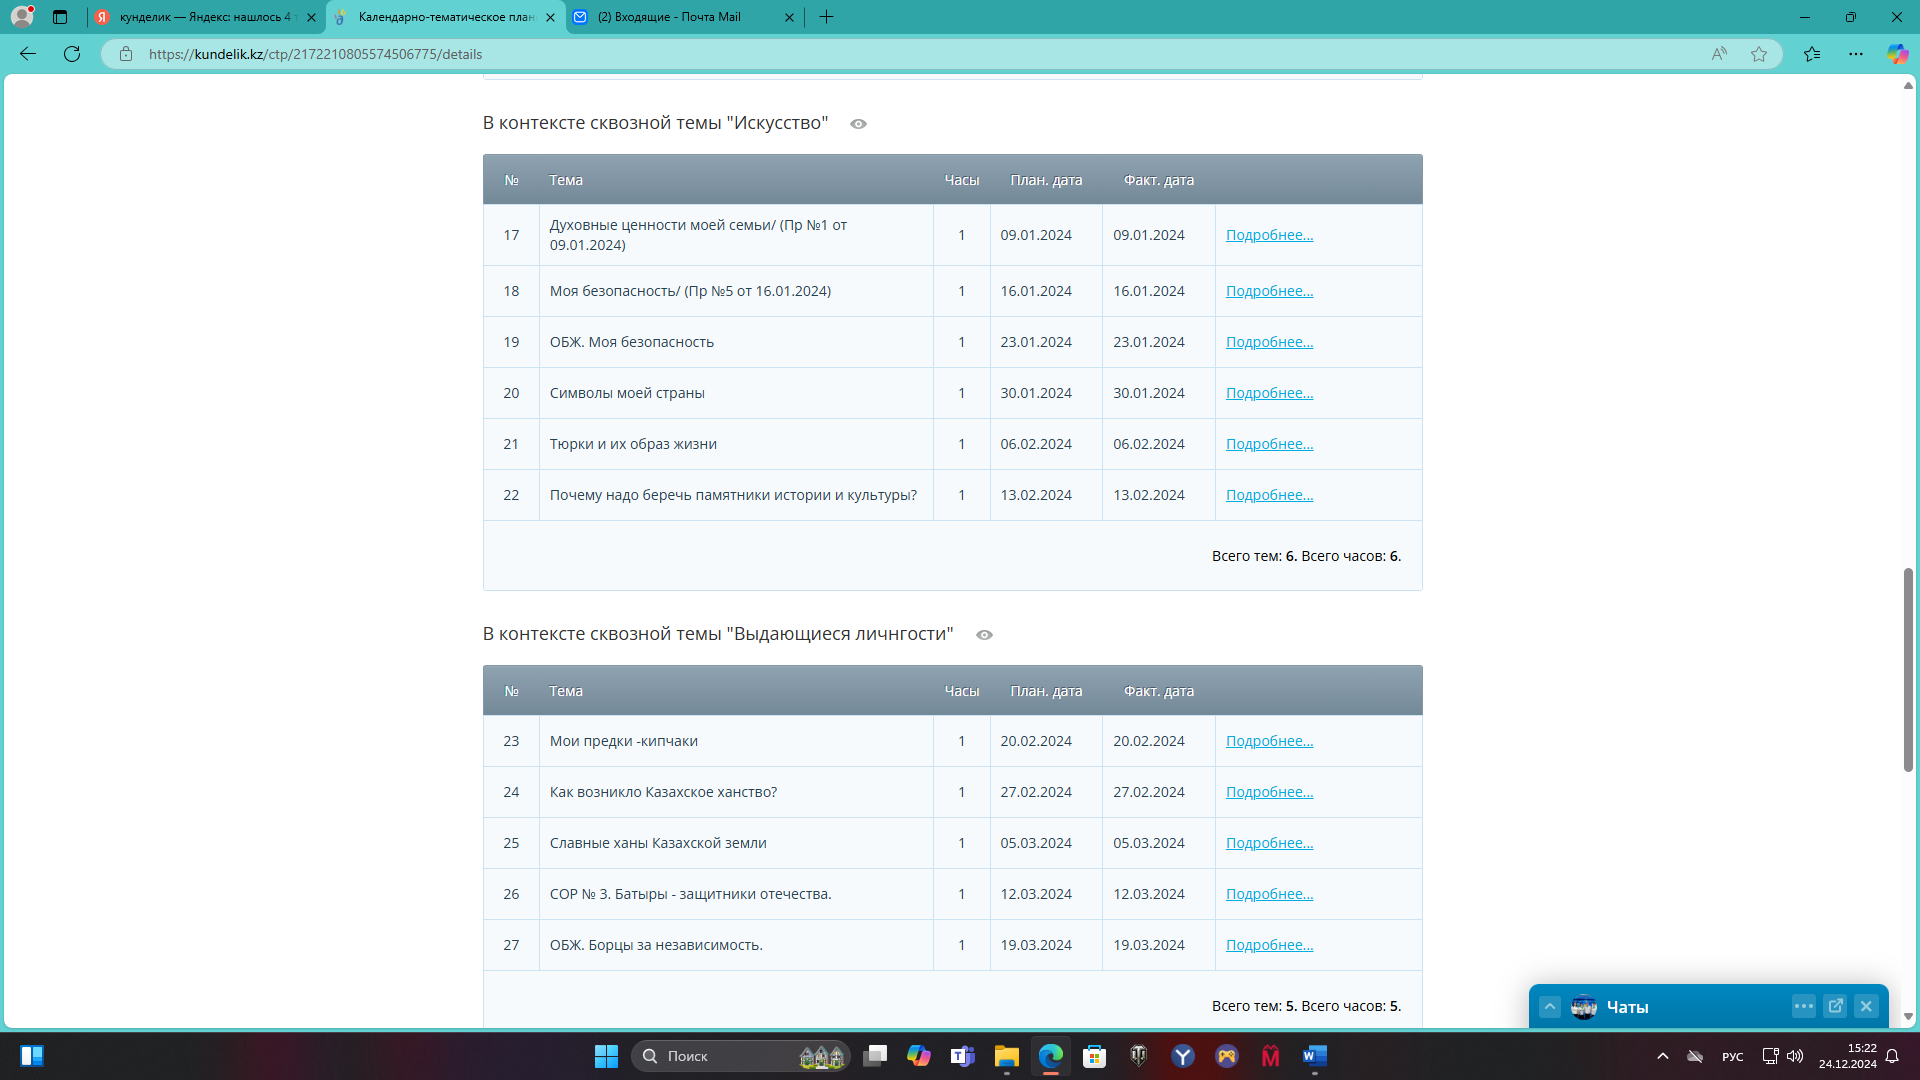 кунделик — Яндекс: нашлось 4 т
Календарно-тематическое план
(2) Входящие - Почта Mail
https://kundelik.kz/ctp/2172210805574506775/details
В контексте сквозной темы "Искусство"
№ Тема Часы План. дата Факт. дата
17 Духовные ценности моей семьи/ (Пр №1 от 09.01.2024) 1 09.01.2024 09.01.2024 Подробнее...
18 Моя безопасность/ (Пр №5 от 16.01.2024) 1 16.01.2024 16.01.2024 Подробнее...
19 ОБЖ. Моя безопасность 1 23.01.2024 23.01.2024 Подробнее...
20 Символы моей страны 1 30.01.2024 30.01.2024 Подробнее...
21 Тюрки и их образ жизни 1 06.02.2024 06.02.2024 Подробнее...
22 Почему надо беречь памятники истории и культуры? 1 13.02.2024 13.02.2024 Подробнее...
Всего тем: 6. Всего часов: 6.
В контексте сквозной темы "Выдающиеся личнгости"
№ Тема Часы План. дата Факт. дата
23 Мои предки -кипчаки 1 20.02.2024 20.02.2024 Подробнее...
24 Как возникло Казахское ханство? 1 27.02.2024 27.02.2024 Подробнее...
25 Славные ханы Казахской земли 1 05.03.2024 05.03.2024 Подробнее...
26 СОР № 3. Батыры - защитники отечества. 1 12.03.2024 12.03.2024 Подробнее...
27 ОБЖ. Борцы за независимость. 1 19.03.2024 19.03.2024 Подробнее...
Всего тем: 5. Всего часов: 5.
Чаты
Поиск
РУС
15:22
24.12.2024